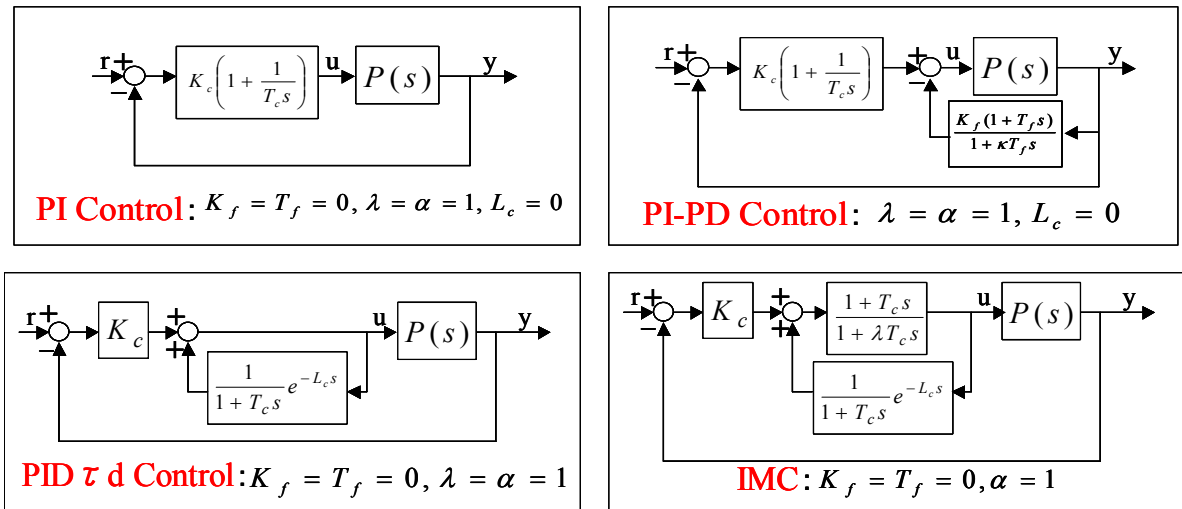 r + − K_c(1 + 1/(T_c s)) u P(s) y
PI Control: K_f = T_f = 0, λ = α = 1, L_c = 0
r + − K_c(1 + 1/(T_c s)) + − u P(s) y
K_f(1 + T_f s)/(1 + κT_f s)
PI-PD Control: λ = α = 1, L_c = 0
r + − K_c + + u P(s) y
1/(1 + T_c s) e^{−L_c s}
PID τ d Control: K_f = T_f = 0, λ = α = 1
r + − K_c + + (1 + T_c s)/(1 + λT_c s) u P(s) y
1/(1 + T_c s) e^{−L_c s}
IMC: K_f = T_f = 0, α = 1